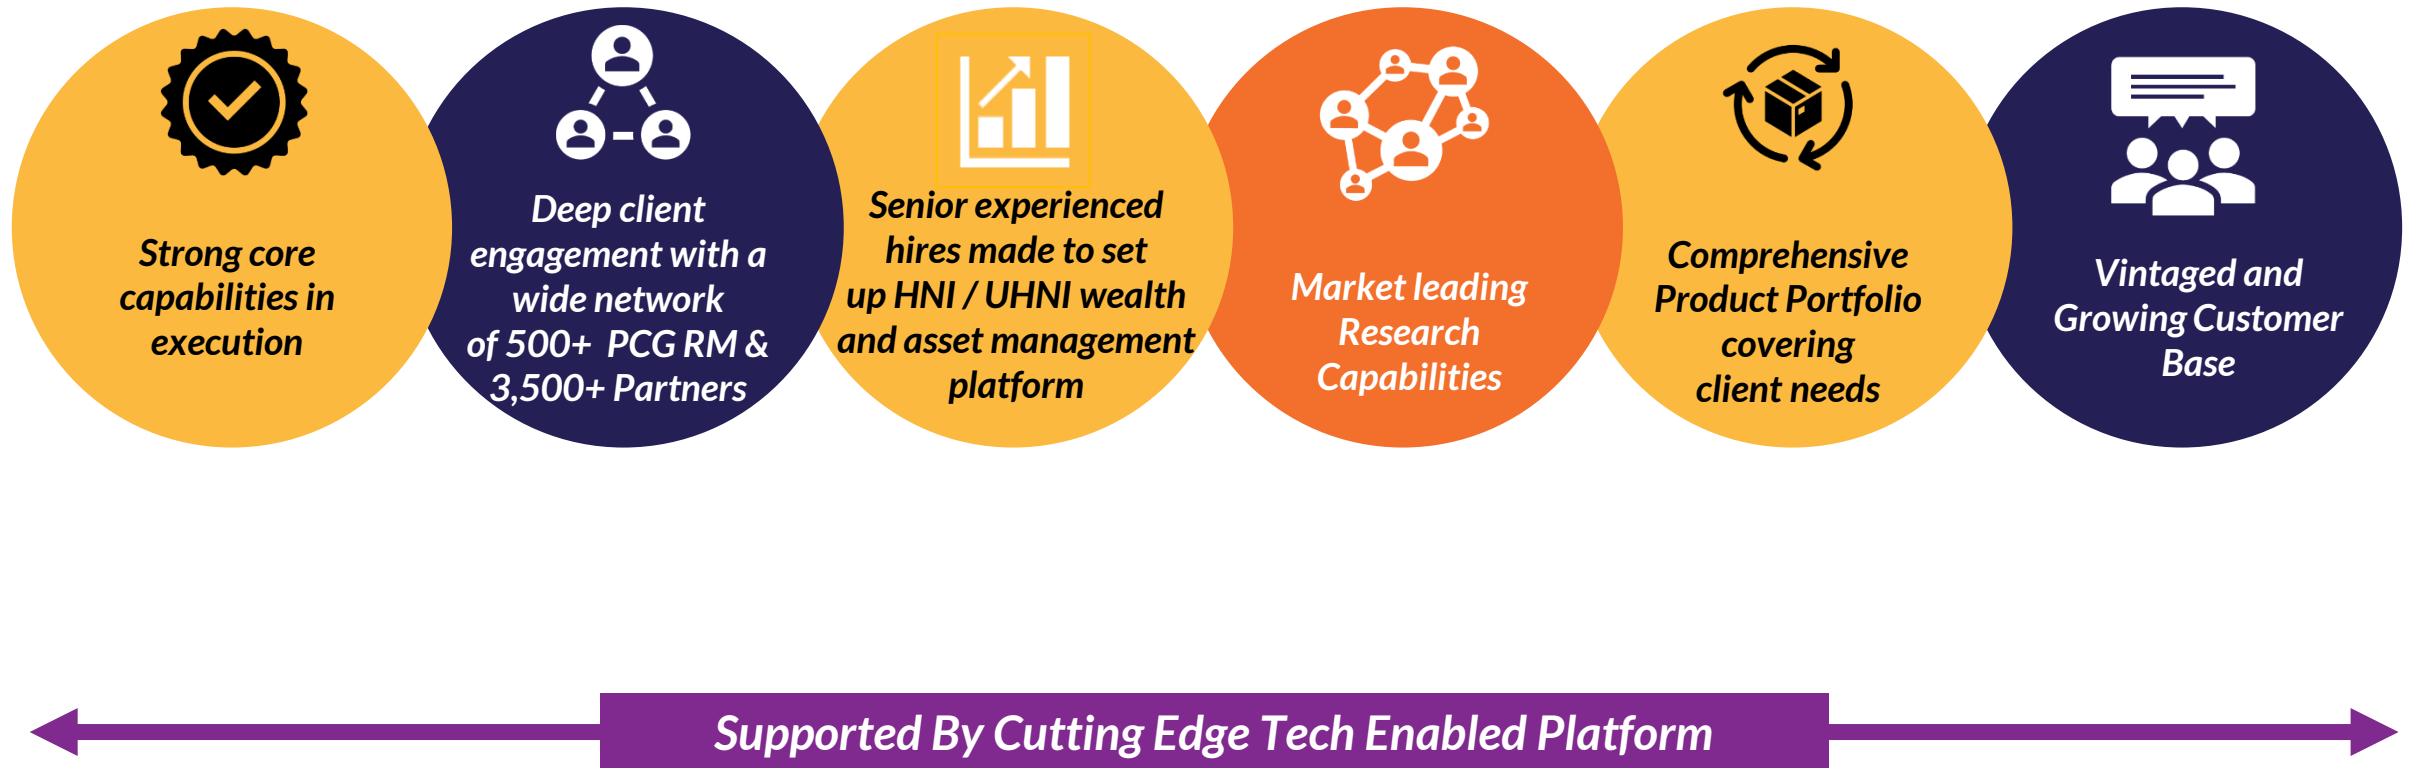 Strong core
capabilities in
execution
Deep client
engagement with a
wide network
of 500+ PCG RM &
3,500+ Partners
Senior experienced
hires made to set
up HNI / UHNI wealth
and asset management
platform
Market leading
Research
Capabilities
Comprehensive
Product Portfolio
covering
client needs
Vintaged and
Growing Customer
Base
Supported By Cutting Edge Tech Enabled Platform